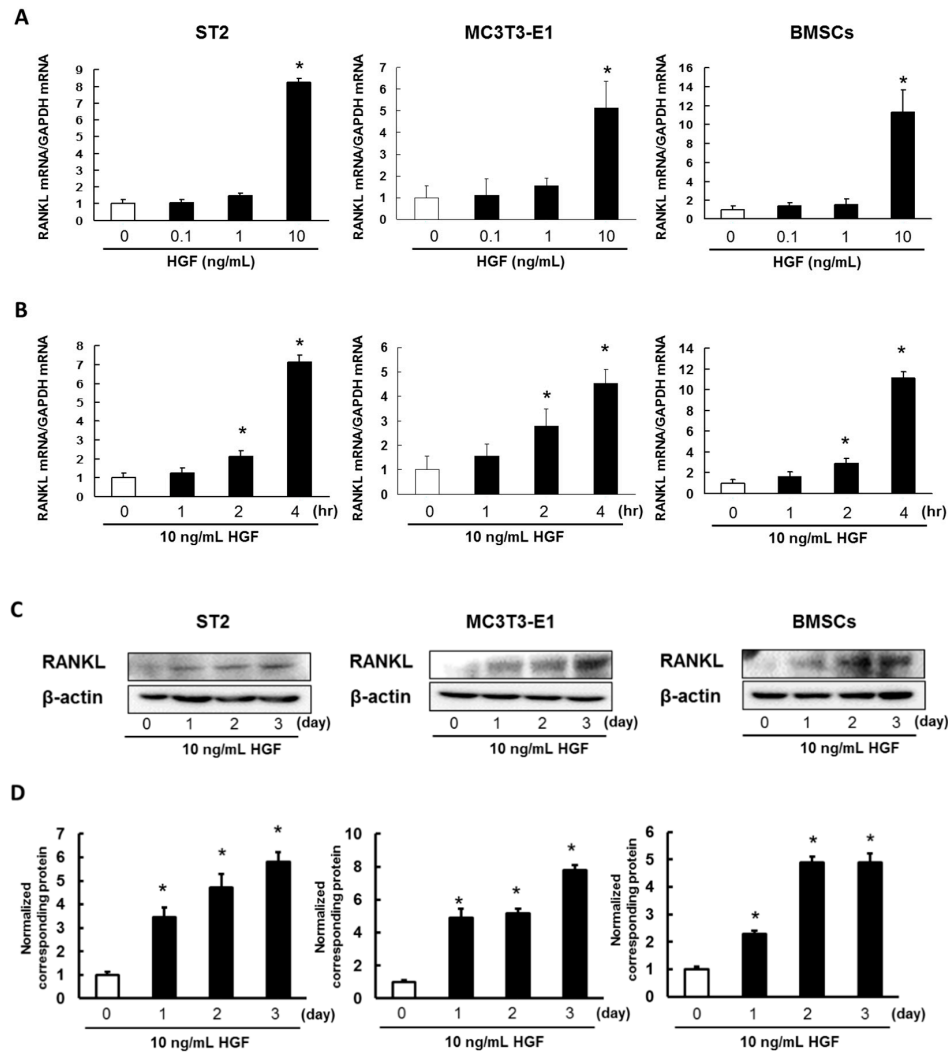 A
ST2
MC3T3-E1
BMSCs
RANKL mRNA/GAPDH mRNA
9
8
7
6
5
4
3
2
1
0
*
0 0.1 1 10
HGF (ng/mL)
RANKL mRNA/GAPDH mRNA
7
6
5
4
3
2
1
0
*
0 0.1 1 10
HGF (ng/mL)
RANKL mRNA/GAPDH mRNA
16
14
12
10
8
6
4
2
0
*
0 0.1 1 10
HGF (ng/mL)
B
RANKL mRNA/GAPDH mRNA
8
7
6
5
4
3
2
1
0
* *
0 1 2 4 (hr)
10 ng/mL HGF
RANKL mRNA/GAPDH mRNA
6
5
4
3
2
1
0
* *
0 1 2 4 (hr)
10 ng/mL HGF
RANKL mRNA/GAPDH mRNA
14
12
10
8
6
4
2
0
* *
0 1 2 4 (hr)
10 ng/mL HGF
C
ST2
RANKL
β-actin
0 1 2 3 (day)
10 ng/mL HGF
MC3T3-E1
RANKL
β-actin
0 1 2 3 (day)
10 ng/mL HGF
BMSCs
RANKL
β-actin
0 1 2 3 (day)
10 ng/mL HGF
D
Normalized
corresponding protein
7
6
5
4
3
2
1
0
* * *
0 1 2 3 (day)
10 ng/mL HGF
Normalized
corresponding protein
10
8
6
4
2
0
* * *
0 1 2 3 (day)
10 ng/mL HGF
Normalized
corresponding protein
6
5
4
3
2
1
0
* * *
0 1 2 3 (day)
10 ng/mL HGF